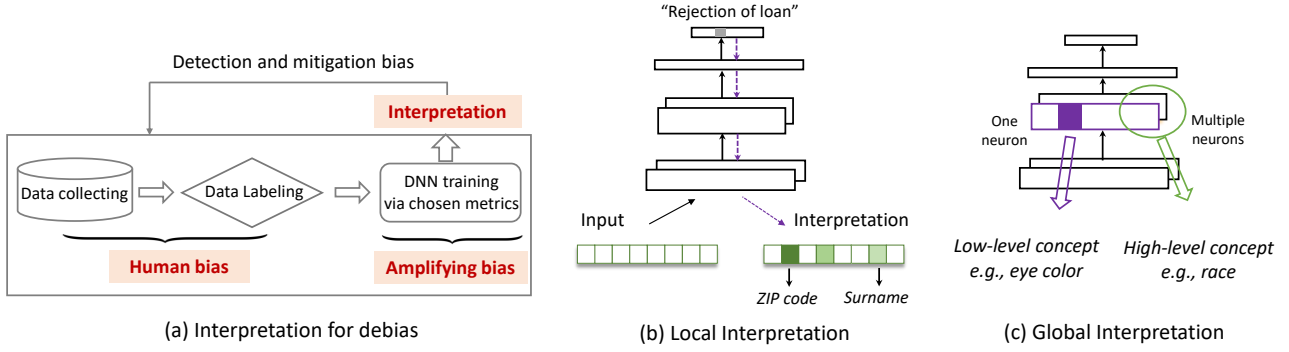 Detection and mitigation bias
Interpretation
Data collecting
Data Labeling
DNN training
via chosen metrics
Human bias
Amplifying bias
(a) Interpretation for debias
“Rejection of loan”
Input
Interpretation
ZIP code
Surname
(b) Local Interpretation
One
neuron
Multiple
neurons
Low-level concept
e.g., eye color
High-level concept
e.g., race
(c) Global Interpretation